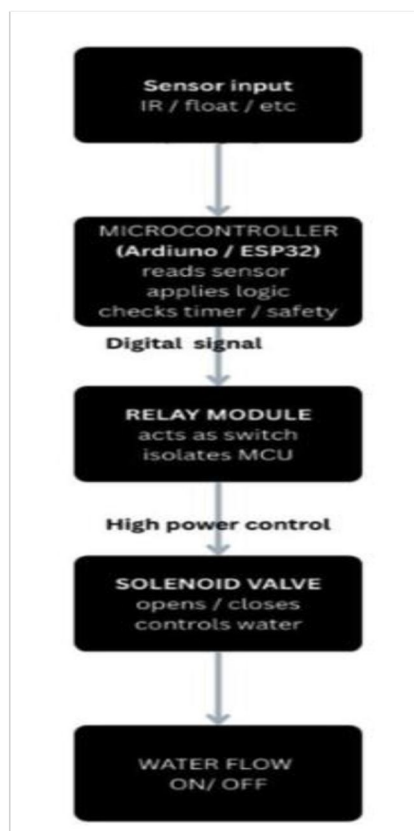 Sensor input
IR / float / etc
MICROCONTROLLER
(Ardiuno / ESP32)
reads sensor
applies logic
checks timer / safety
Digital signal
RELAY MODULE
acts as switch
isolates MCU
High power control
SOLENOID VALVE
opens / closes
controls water
WATER FLOW
ON/ OFF